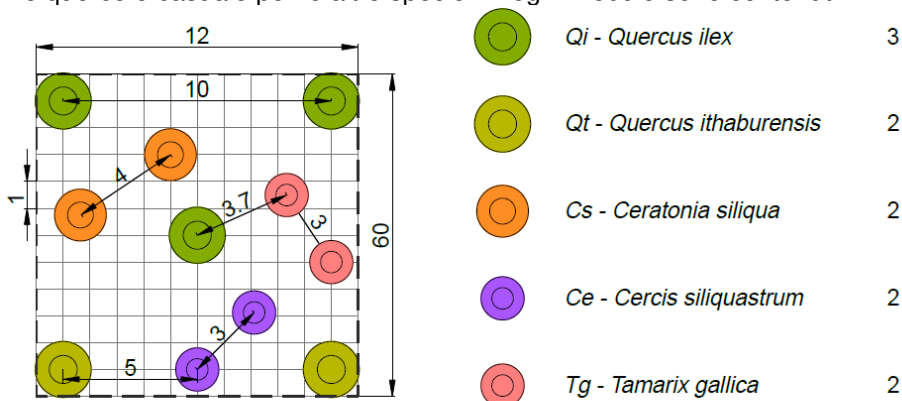 12
10
4
1
3.7
3
60
3
5
Qi - Quercus ilex 3
Qt - Quercus ithaburensis 2
Cs - Ceratonia siliqua 2
Ce - Cercis siliquastrum 2
Tg - Tamarix gallica 2